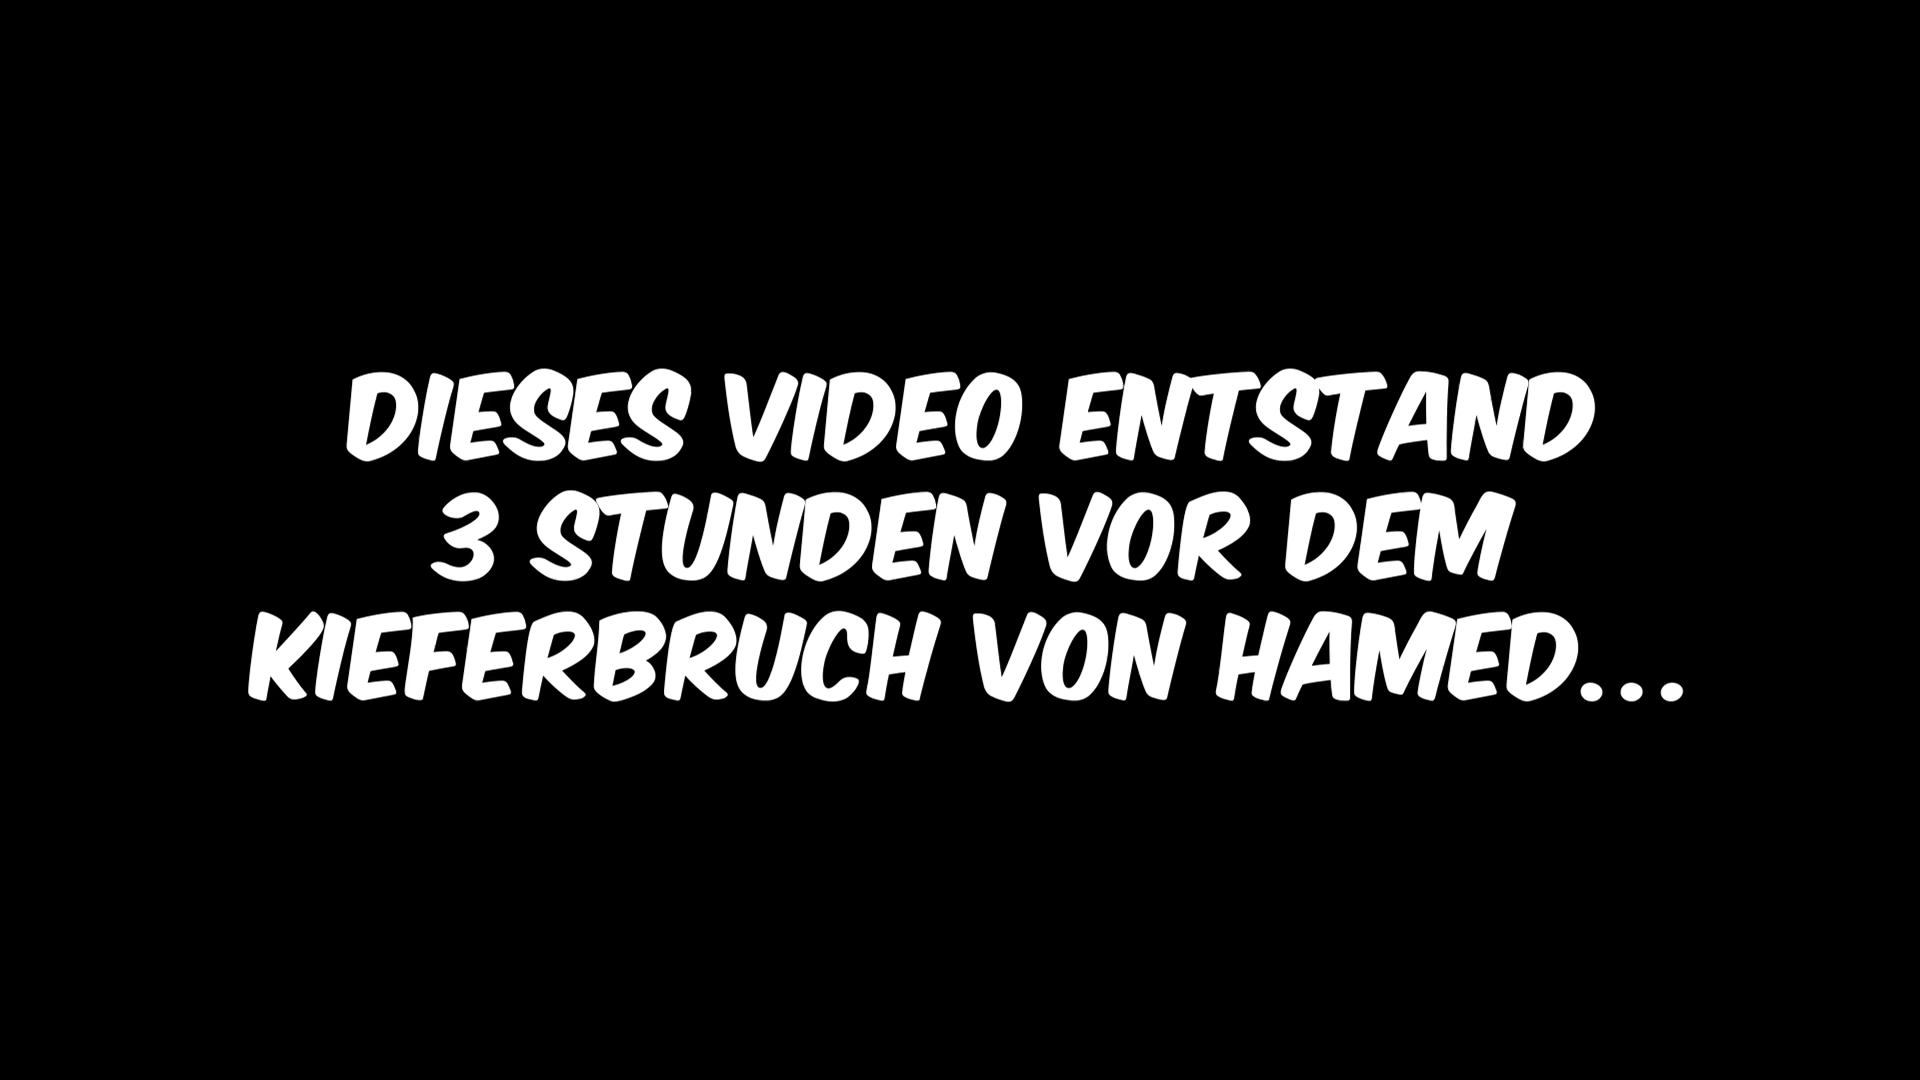 DIESES VIDEO ENTSTAND
3 STUNDEN VOR DEM
KIEFERBRUCH VON HAMED...